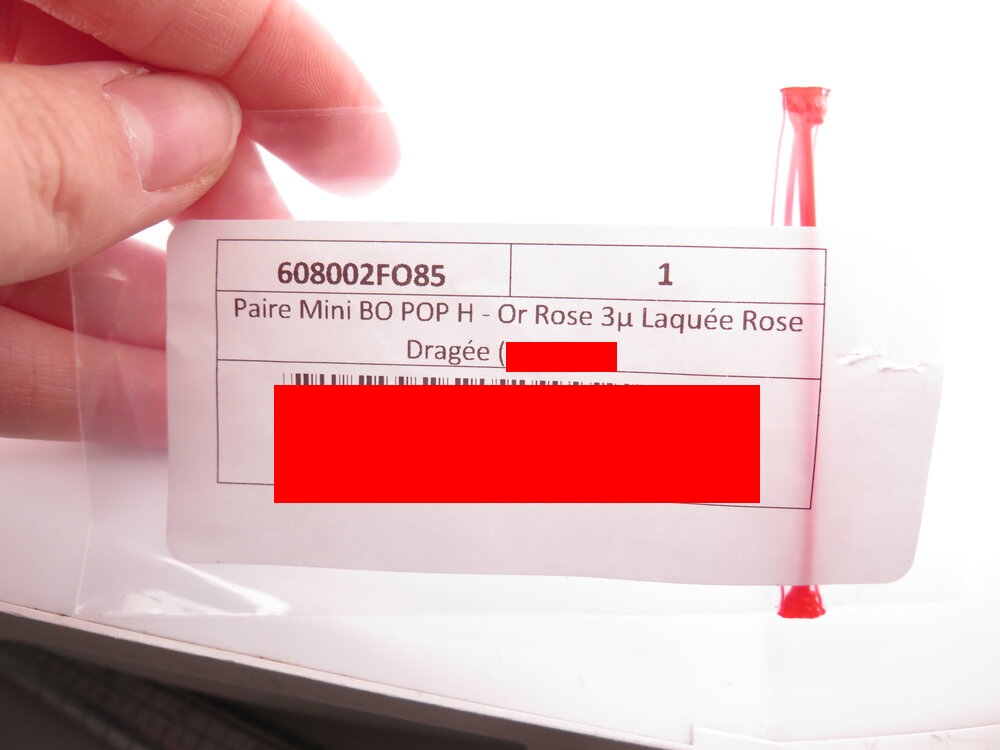 608002FO85 1
Paire Mini BO POP H - Or Rose 3µ Laquée Rose
Dragée (